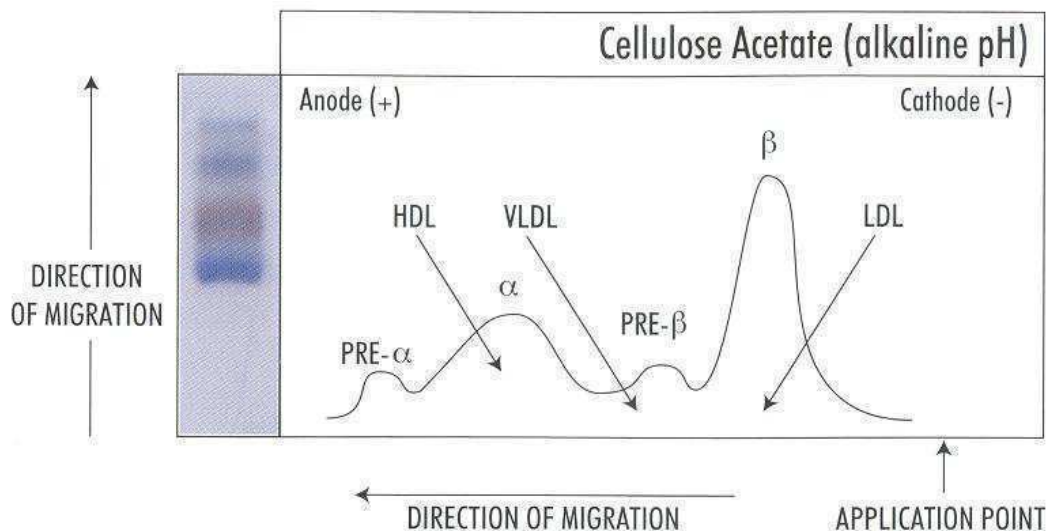 Cellulose Acetate (alkaline pH)
Anode (+)
Cathode (-)
β
HDL
VLDL
LDL
DIRECTION
OF MIGRATION
α
PRE-β
PRE-α
DIRECTION OF MIGRATION
APPLICATION POINT